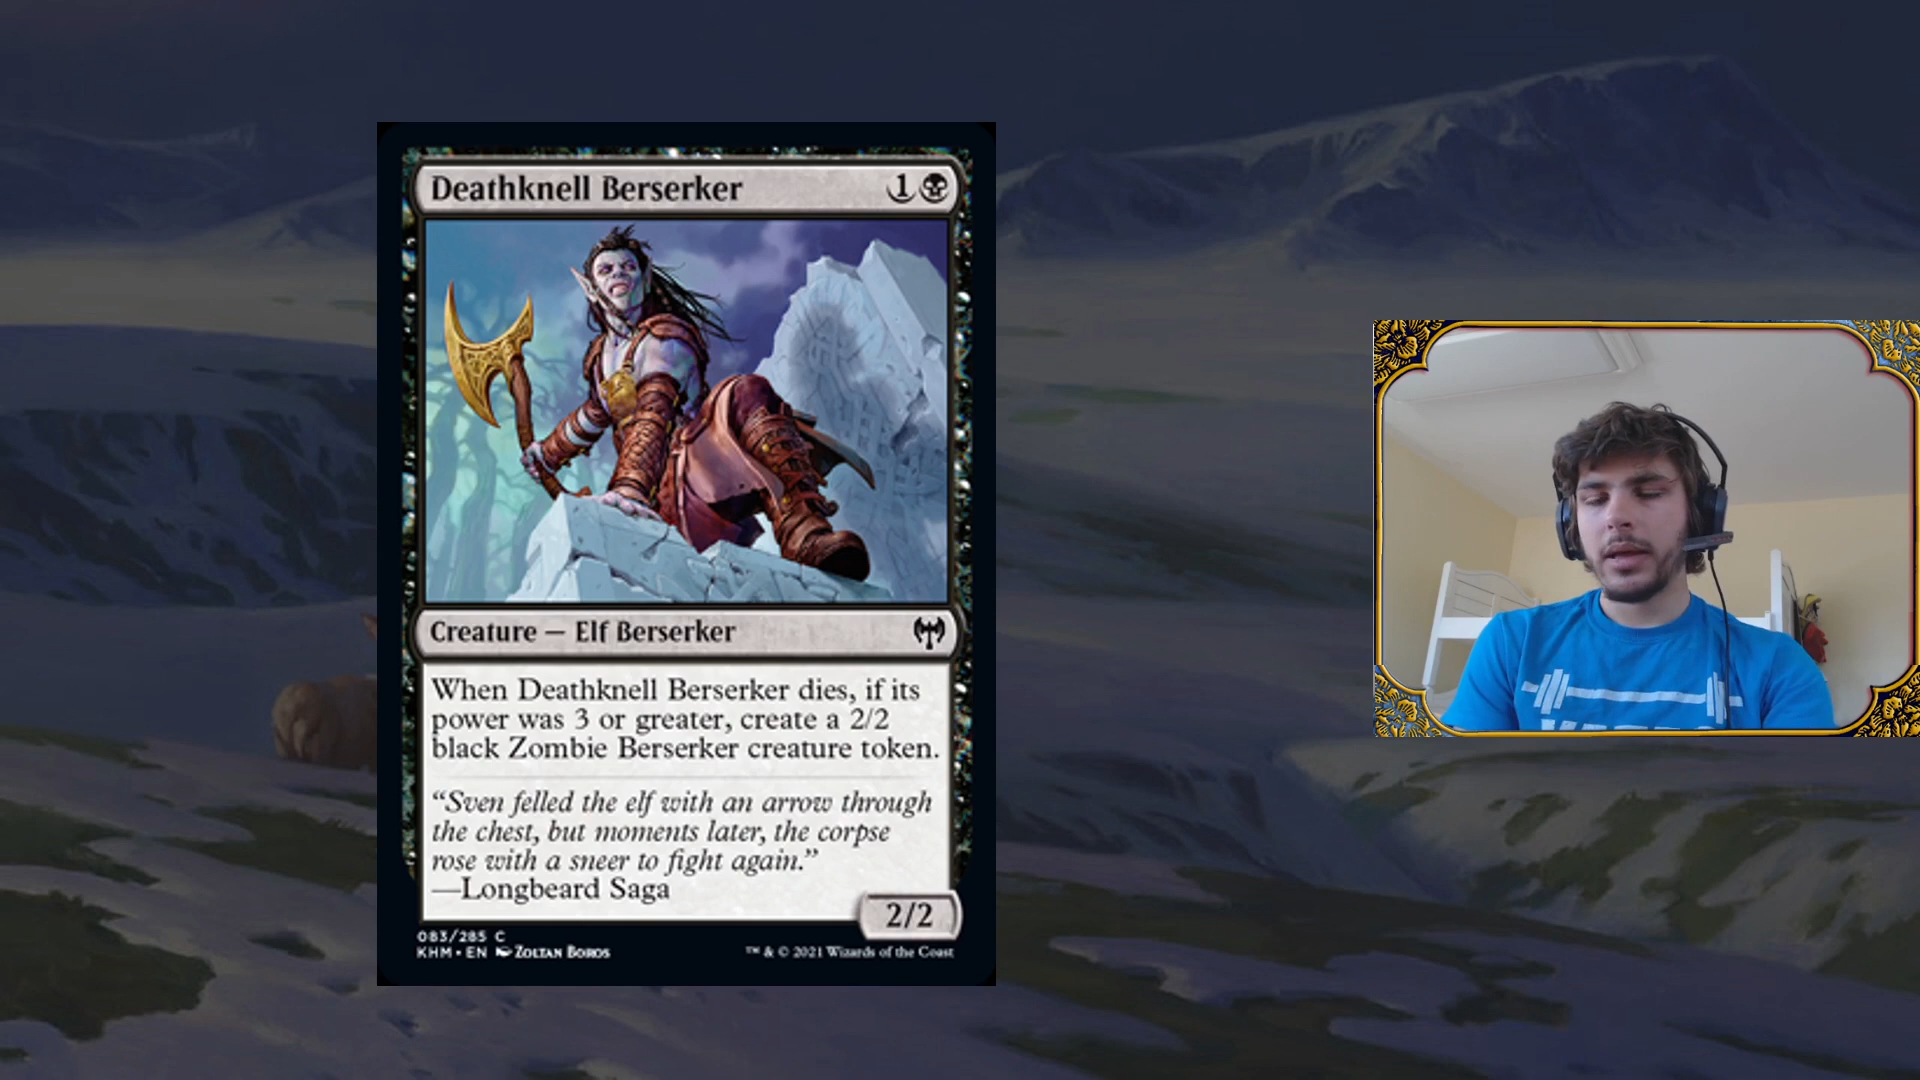 Deathknell Berserker 1
Creature — Elf Berserker
When Deathknell Berserker dies, if its
power was 3 or greater, create a 2/2
black Zombie Berserker creature token.
“Sven felled the elf with an arrow through
the chest, but moments later, the corpse
rose with a sneer to fight again.”
—Longbeard Saga
2/2
083/285 C
KHM • EN Zoltan Boros
™ & © 2021 Wizards of the Coast